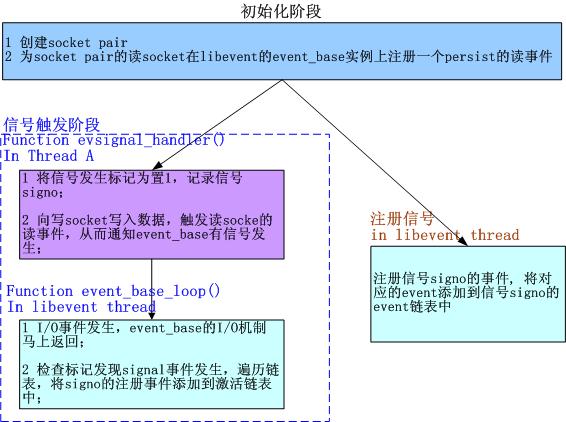 初始化阶段
1 创建socket pair
2 为socket pair的读socket在libevent的event_base实例上注册一个persist的读事件
信号触发阶段
Function evsignal_handler()
In Thread A
1 将信号发生标记为置1，记录信号
signo；
2 向写socket写入数据，触发读socke的
读事件，从而通知event_base有信号发
生；
Function event_base_loop()
In libevent thread
1 I/O事件发生，event_base的I/O机制
马上返回；
2 检查标记发现signal事件发生，遍历链
表，将signo的注册事件添加到激活链表
中；
注册信号
in libevent thread
注册信号signo的事件，将对
应的event添加到信号signo的
event链表中